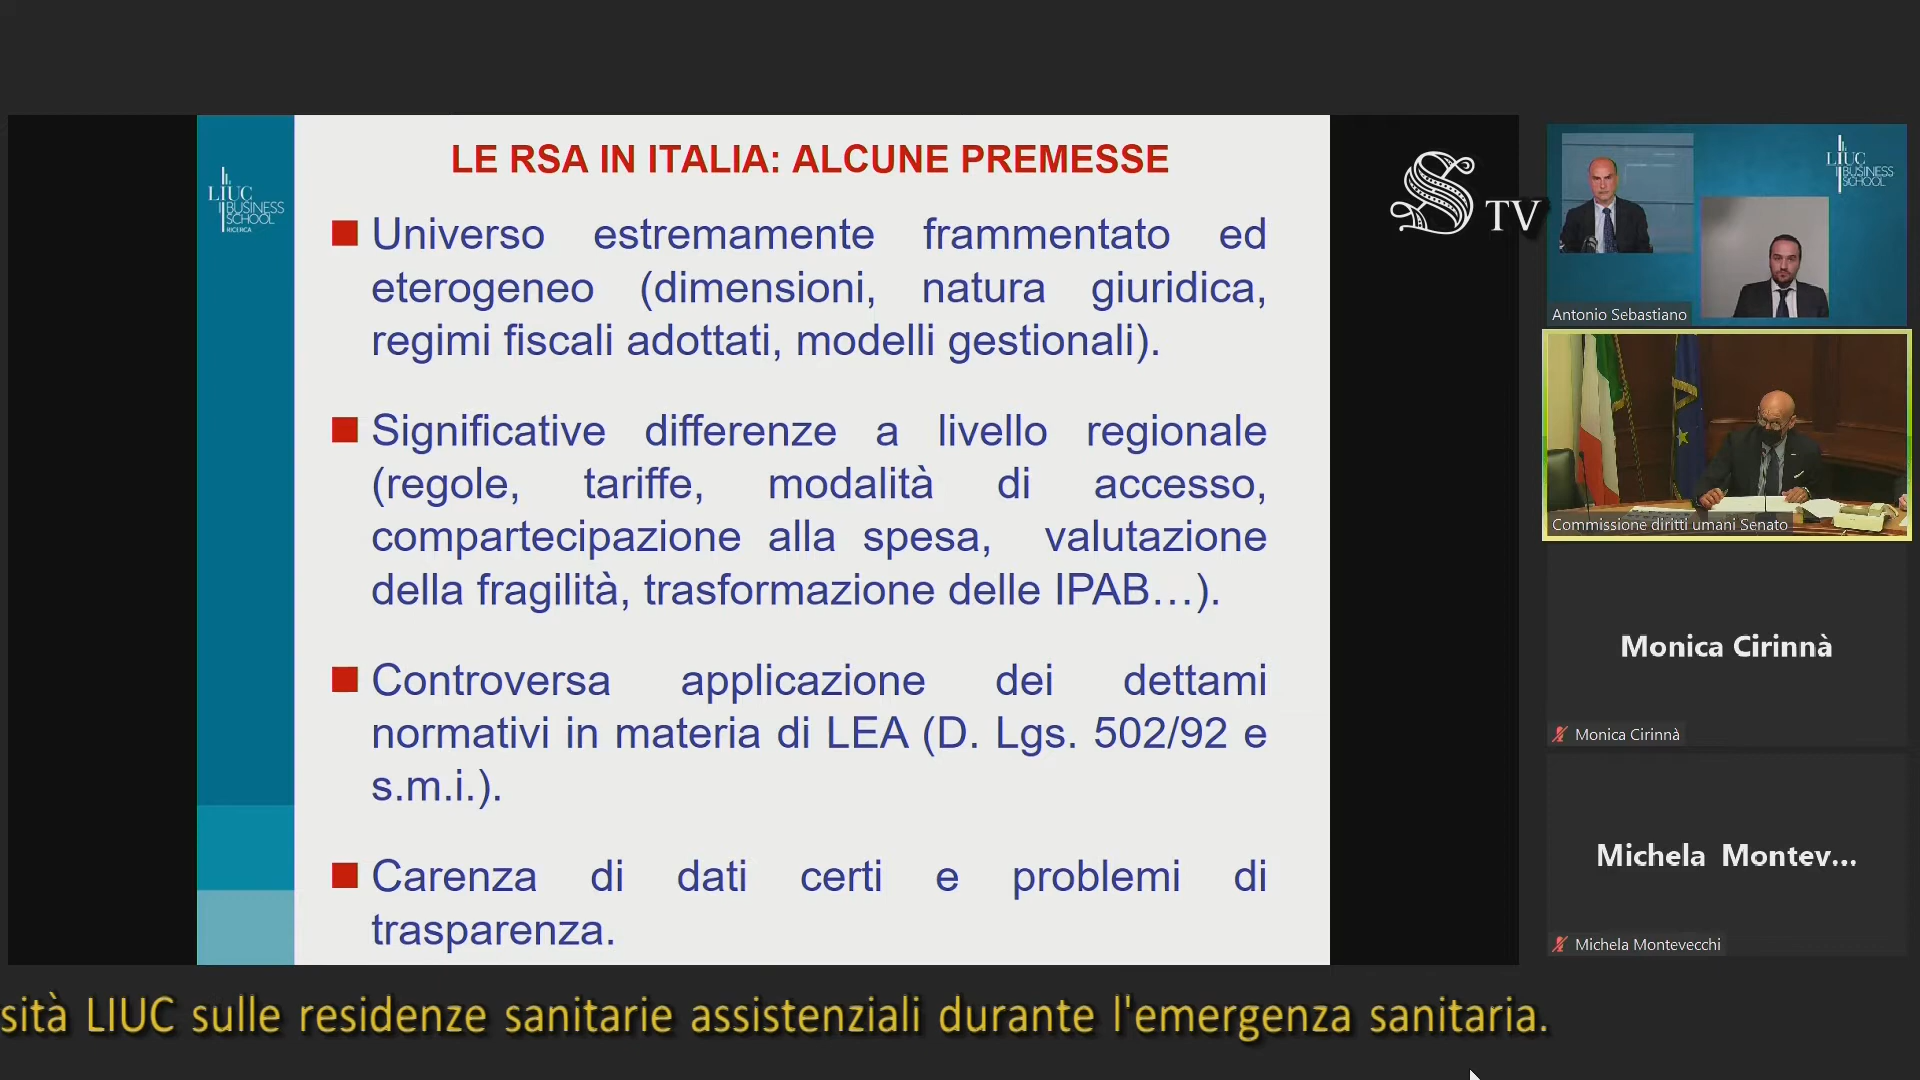 LE RSA IN ITALIA: ALCUNE PREMESSE
LIUC
BUSINESS
SCHOOL
RICERCA
Universo estremamente frammentato ed
eterogeneo (dimensioni, natura giuridica,
regimi fiscali adottati, modelli gestionali).
Significative differenze a livello regionale
(regole, tariffe, modalità di accesso,
compartecipazione alla spesa, valutazione
della fragilità, trasformazione delle IPAB…).
Controversa applicazione dei dettami
normativi in materia di LEA (D. Lgs. 502/92 e
s.m.i.).
Carenza di dati certi e problemi di
trasparenza.
S TV
LIUC
BUSINESS
SCHOOL
Antonio Sebastiano
Commissione diritti umani Senato
Monica Cirinnà
Monica Cirinnà
Michela Montev...
Michela Montevecchi
sità LIUC sulle residenze sanitarie assistenziali durante l'emergenza sanitaria.